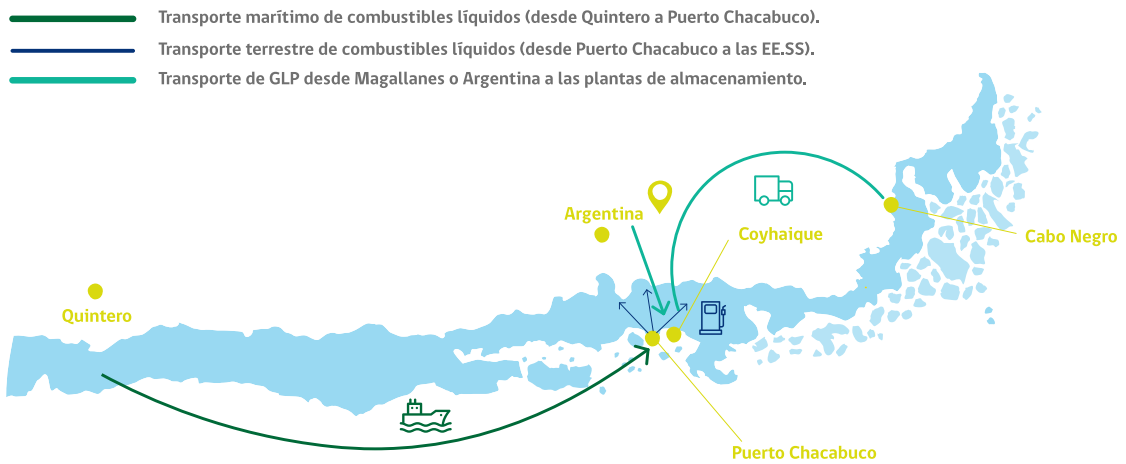 Transporte marítimo de combustibles líquidos (desde Quintero a Puerto Chacabuco).
Transporte terrestre de combustibles líquidos (desde Puerto Chacabuco a las EE.SS).
Transporte de GLP desde Magallanes o Argentina a las plantas de almacenamiento.
Argentina
Coyhaique
Cabo Negro
Quintero
Puerto Chacabuco